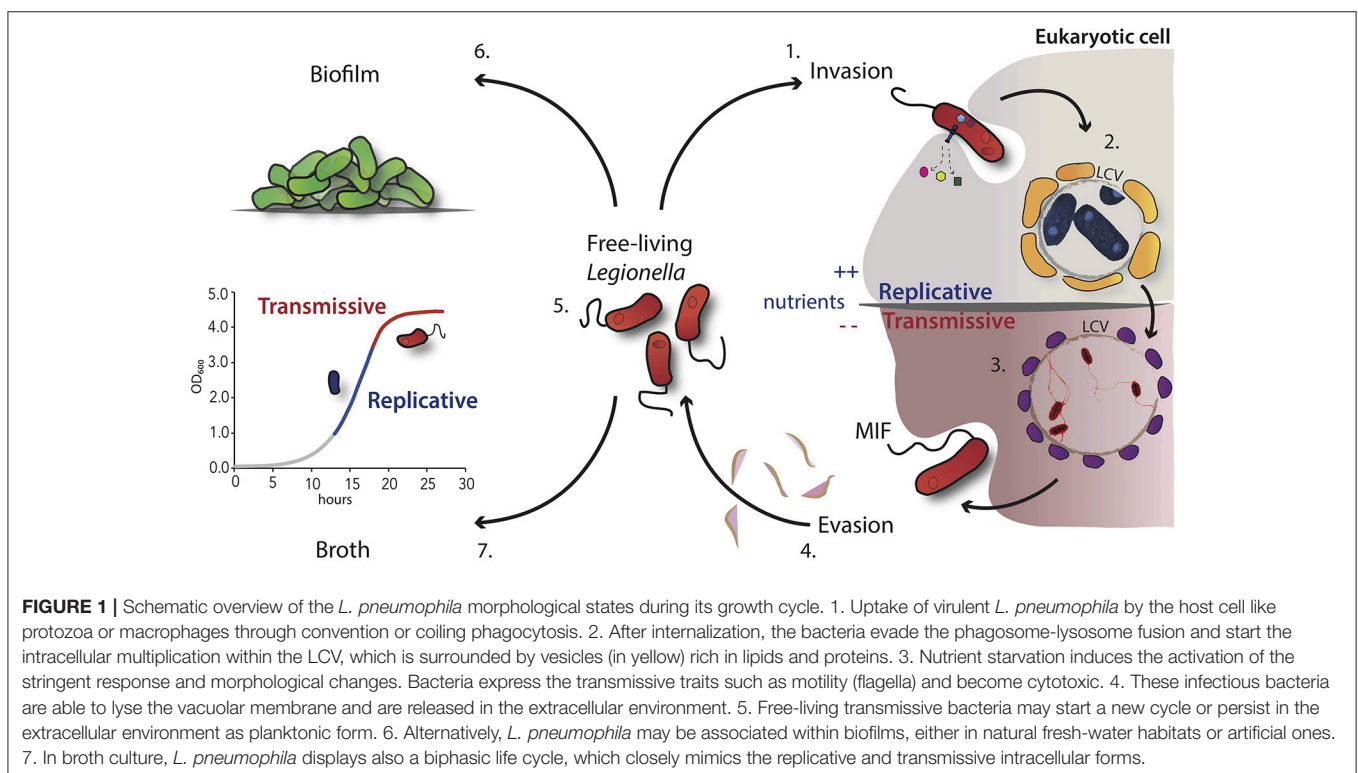 Eukaryotic cell
6.
1.
Biofilm
Invasion
2.
LCV
Free-living
Legionella
5.
++
nutrients
Replicative
- -
Transmissive
LCV
3.
MIF
Evasion
4.
5.0
4.0
3.0
2.0
1.0
0.0
OD600
Transmissive
Replicative
0
5
10
15
20
25
30
hours
Broth
7.
FIGURE 1 | Schematic overview of the L. pneumophila morphological states during its growth cycle. 1. Uptake of virulent L. pneumophila by the host cell like
protozoa or macrophages through convention or coiling phagocytosis. 2. After internalization, the bacteria evade the phagosome-lysosome fusion and start the
intracellular multiplication within the LCV, which is surrounded by vesicles (in yellow) rich in lipids and proteins. 3. Nutrient starvation induces the activation of the
stringent response and morphological changes. Bacteria express the transmissive traits such as motility (flagella) and become cytotoxic. 4. These infectious bacteria
are able to lyse the vacuolar membrane and are released in the extracellular environment. 5. Free-living transmissive bacteria may start a new cycle or persist in the
extracellular environment as planktonic form. 6. Alternatively, L. pneumophila may be associated within biofilms, either in natural fresh-water habitats or artificial ones.
7. In broth culture, L. pneumophila displays also a biphasic life cycle, which closely mimics the replicative and transmissive intracellular forms.